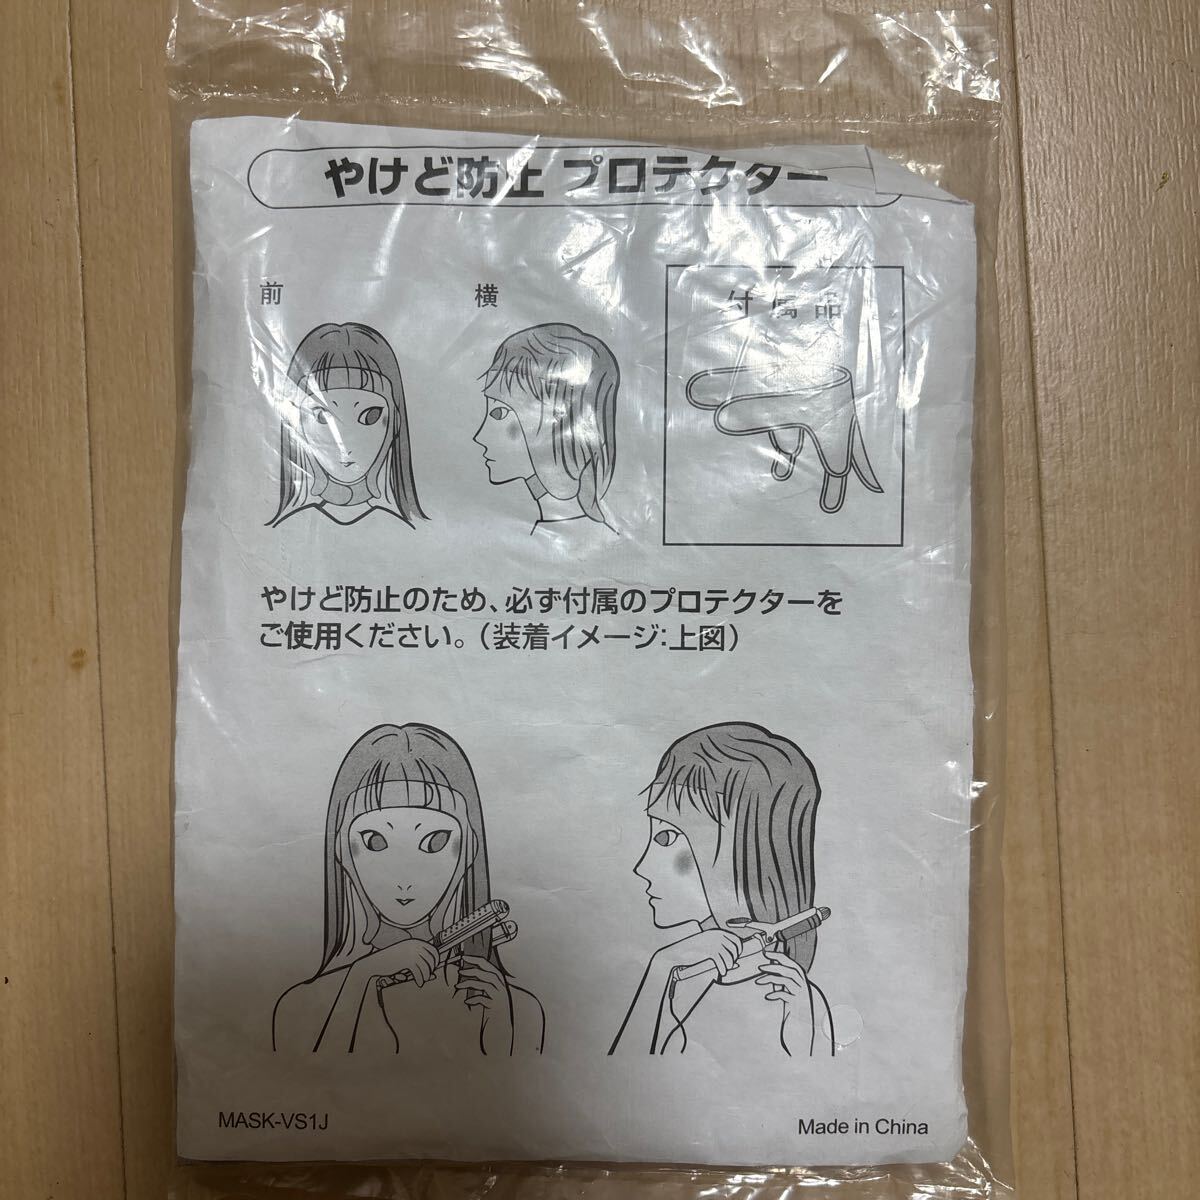 やけど防止 プロテクター
前
横
付属品
やけど防止のため、必ず付属のプロテクターを
ご使用ください。(装着イメージ:上図)
MASK-VS1J
Made in China